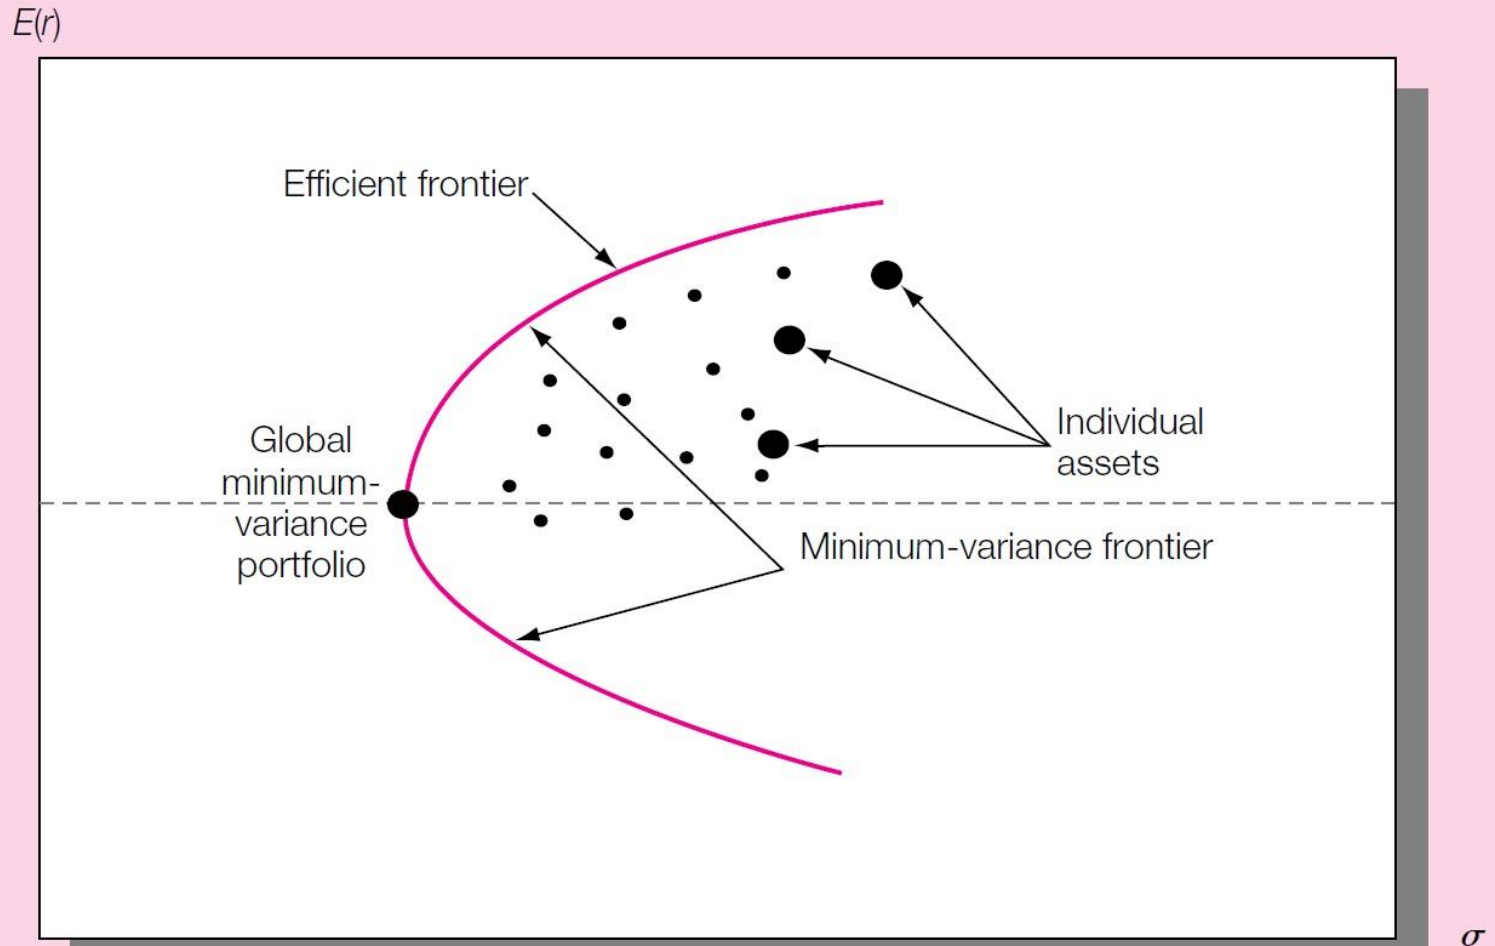 E(r)
Efficient frontier
Individual
assets
Global
minimum-
variance
portfolio
Minimum-variance frontier
σ